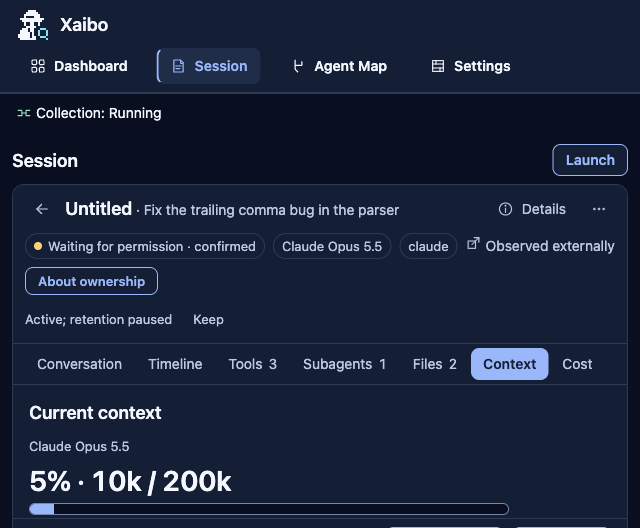 Xaibo
Dashboard Session Agent Map Settings
Collection: Running
Session Launch
Untitled · Fix the trailing comma bug in the parser Details ···
Waiting for permission · confirmed Claude Opus 5.5 claude Observed externally
About ownership
Active; retention paused Keep
Conversation Timeline Tools 3 Subagents 1 Files 2 Context Cost
Current context
Claude Opus 5.5
5% · 10k / 200k